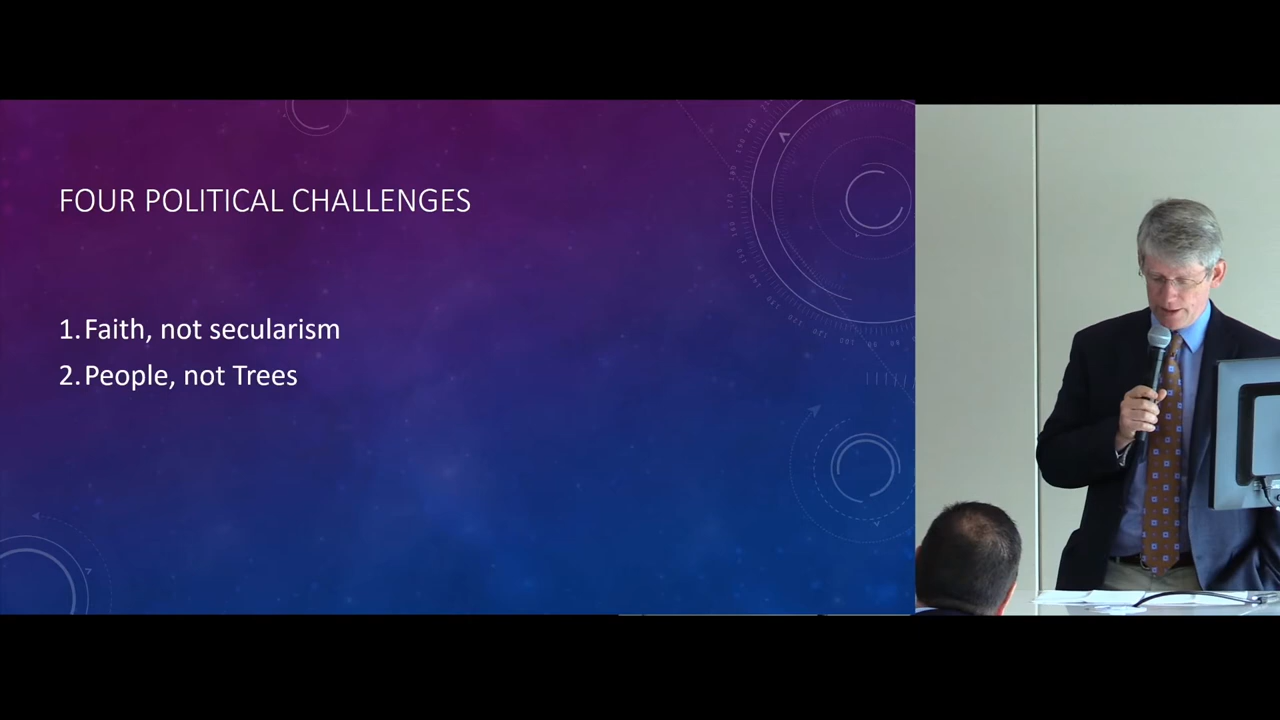 FOUR POLITICAL CHALLENGES
1. Faith, not secularism
2. People, not Trees